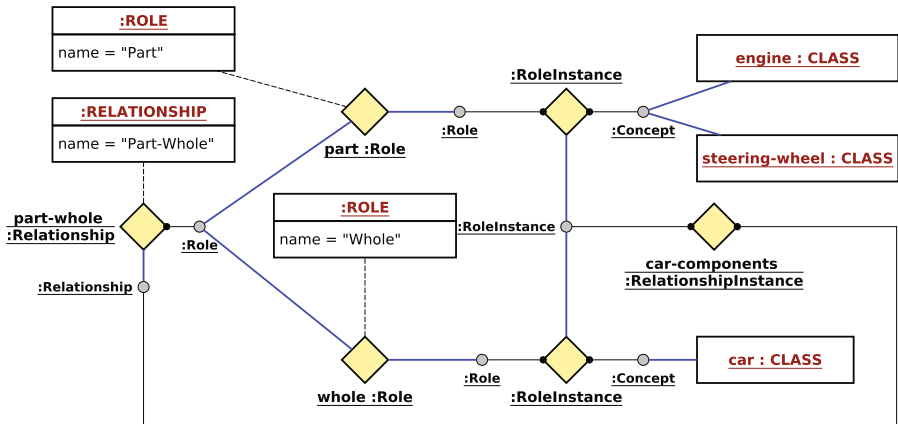 :ROLE
name = "Part"
:RELATIONSHIP
name = "Part-Whole"
part-whole
:Relationship
:Relationship
:Role
part :Role
:ROLE
name = "Whole"
whole :Role
:Role
:RoleInstance
:Concept
engine : CLASS
steering-wheel : CLASS
:RoleInstance
car-components
:RelationshipInstance
:Role
:RoleInstance
:Concept
car : CLASS